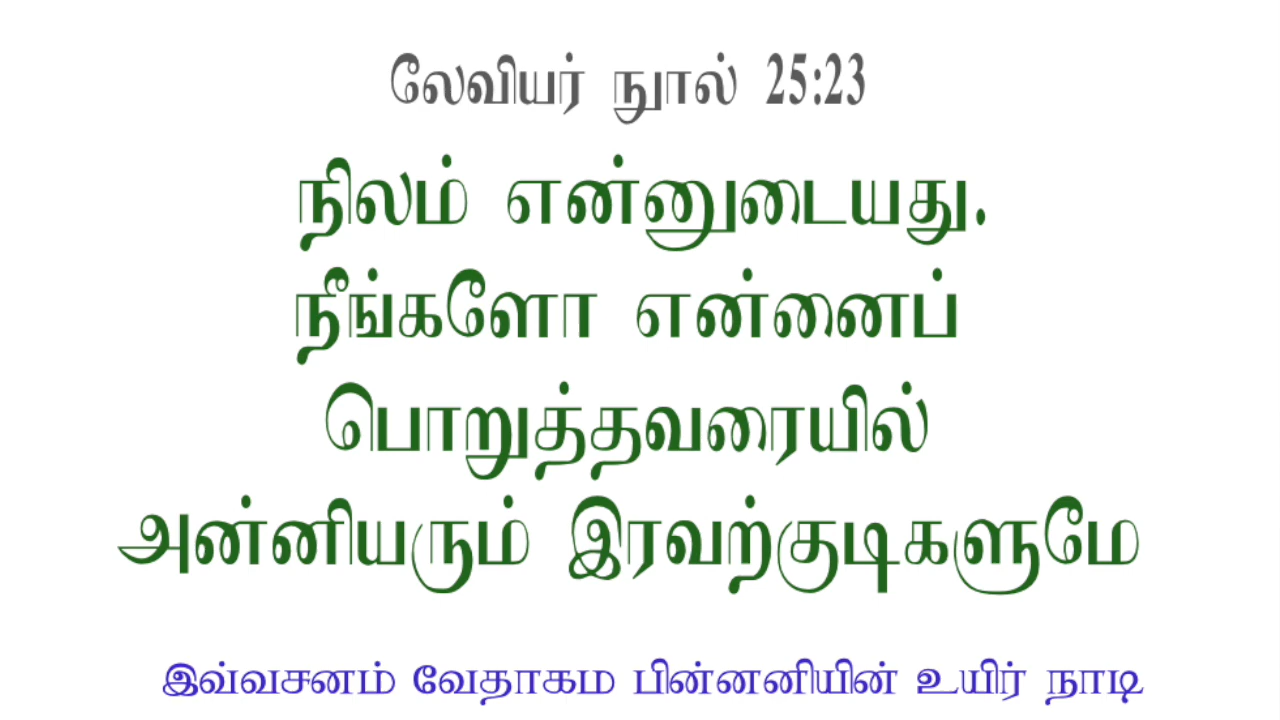 லேவியர் நூல் 25:23
நிலம் என்னுடையது.
நீங்களோ என்னைப்
பொறுத்தவரையில்
அன்னியரும் இரவற்குடிகளுமே
இவ்வசனம் வேதாகம பின்னனியின் உயிர் நாடி